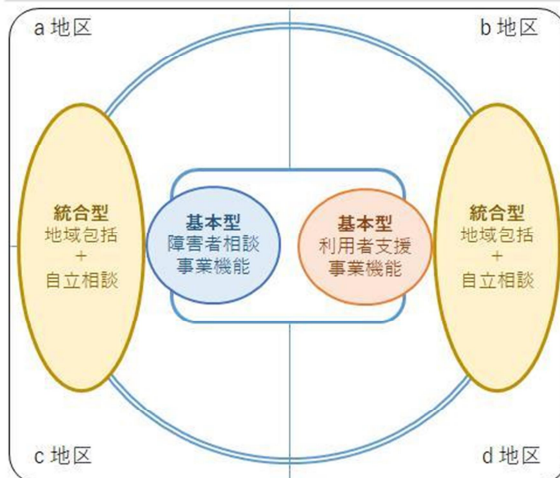 a 地区
b 地区
統合型
地域包括
+
自立相談
基本型
障害者相談
事業機能
基本型
利用者支援
事業機能
統合型
地域包括
+
自立相談
c 地区
d 地区